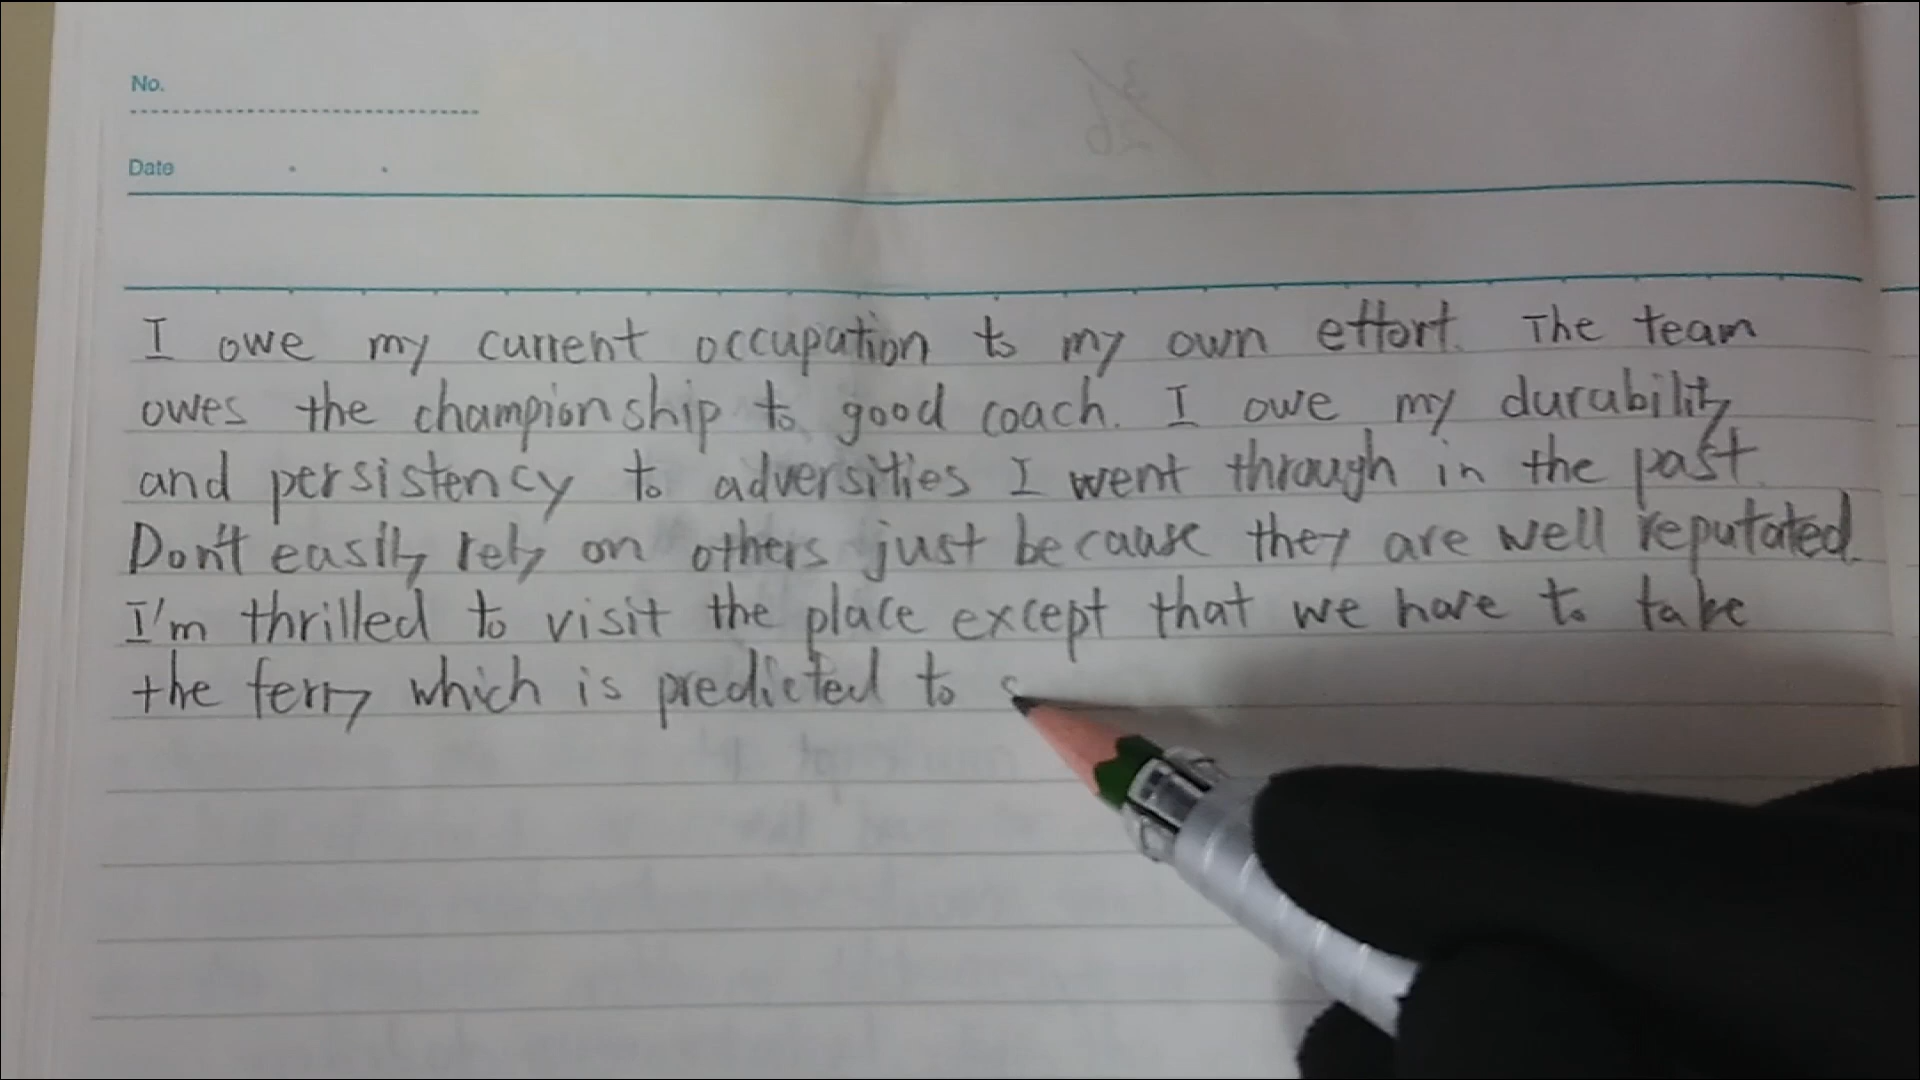 No.
Date
I owe my current occupation to my own effort. The team
owes the championship to good coach. I owe my durability
and persistency to adversities I went through in the past.
Don't easily rely on others just because they are well reputated.
I'm thrilled to visit the place except that we have to take
the ferry which is predicted to s